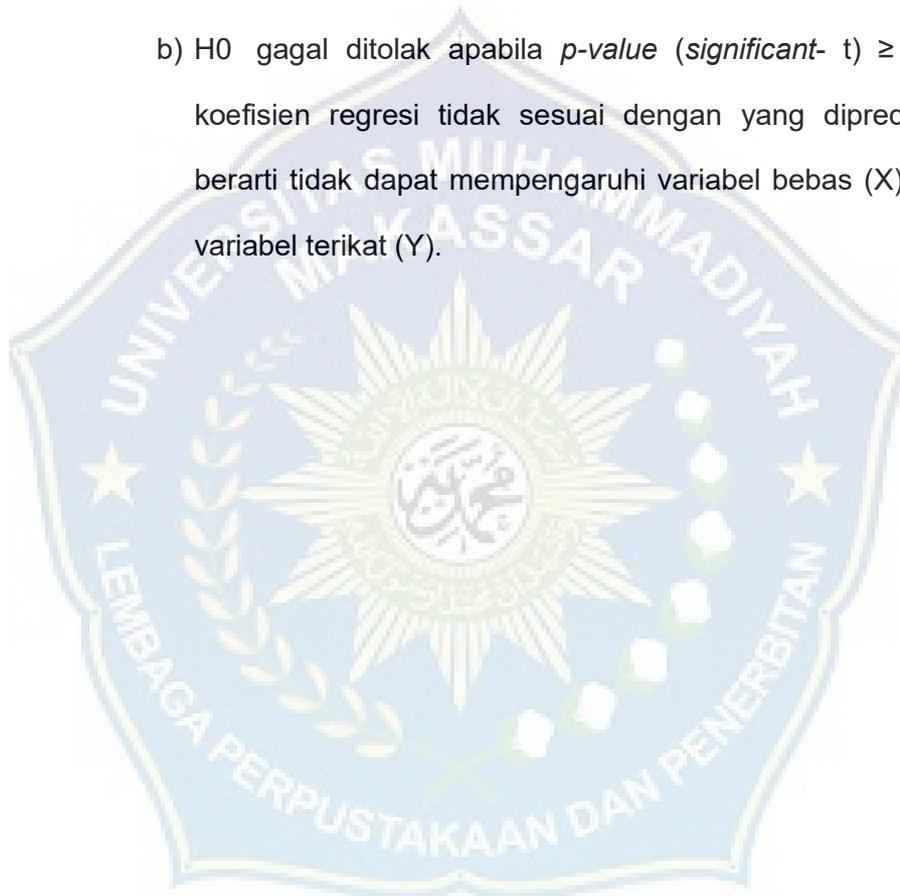 b) H0 gagal ditolak apabila p-value (significant- t) ≥
koefisien regresi tidak sesuai dengan yang dipred
berarti tidak dapat mempengaruhi variabel bebas (X)
variabel terikat (Y).
UNIVERSITAS MUHAMMADIYAH
MAKASSAR
LEMBAGA PERPUSTAKAAN DAN PENERBITAN